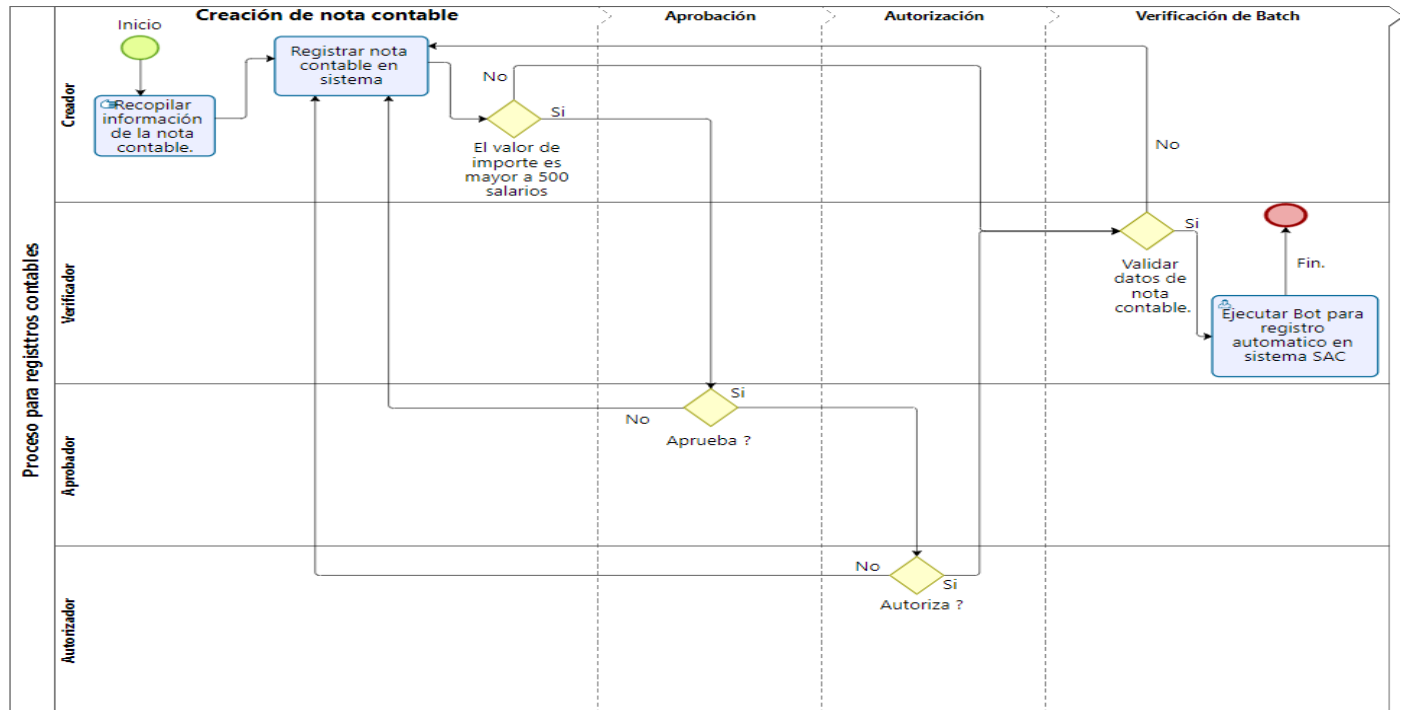 Creación de nota contable
Aprobación
Autorización
Verificación de Batch
Proceso para registtros contables
Creador
Inicio
Recopilar
información
de la nota
contable.
Registrar nota
contable en
sistema
No
Si
El valor de
importe es
mayor a 500
salarios
No
Verificador
Si
Validar
datos de
nota
contable.
Fin.
Ejecutar Bot para
registro
automatico en
sistema SAC
Aprobador
Si
No
Aprueba ?
Autorizador
No
Si
Autoriza ?